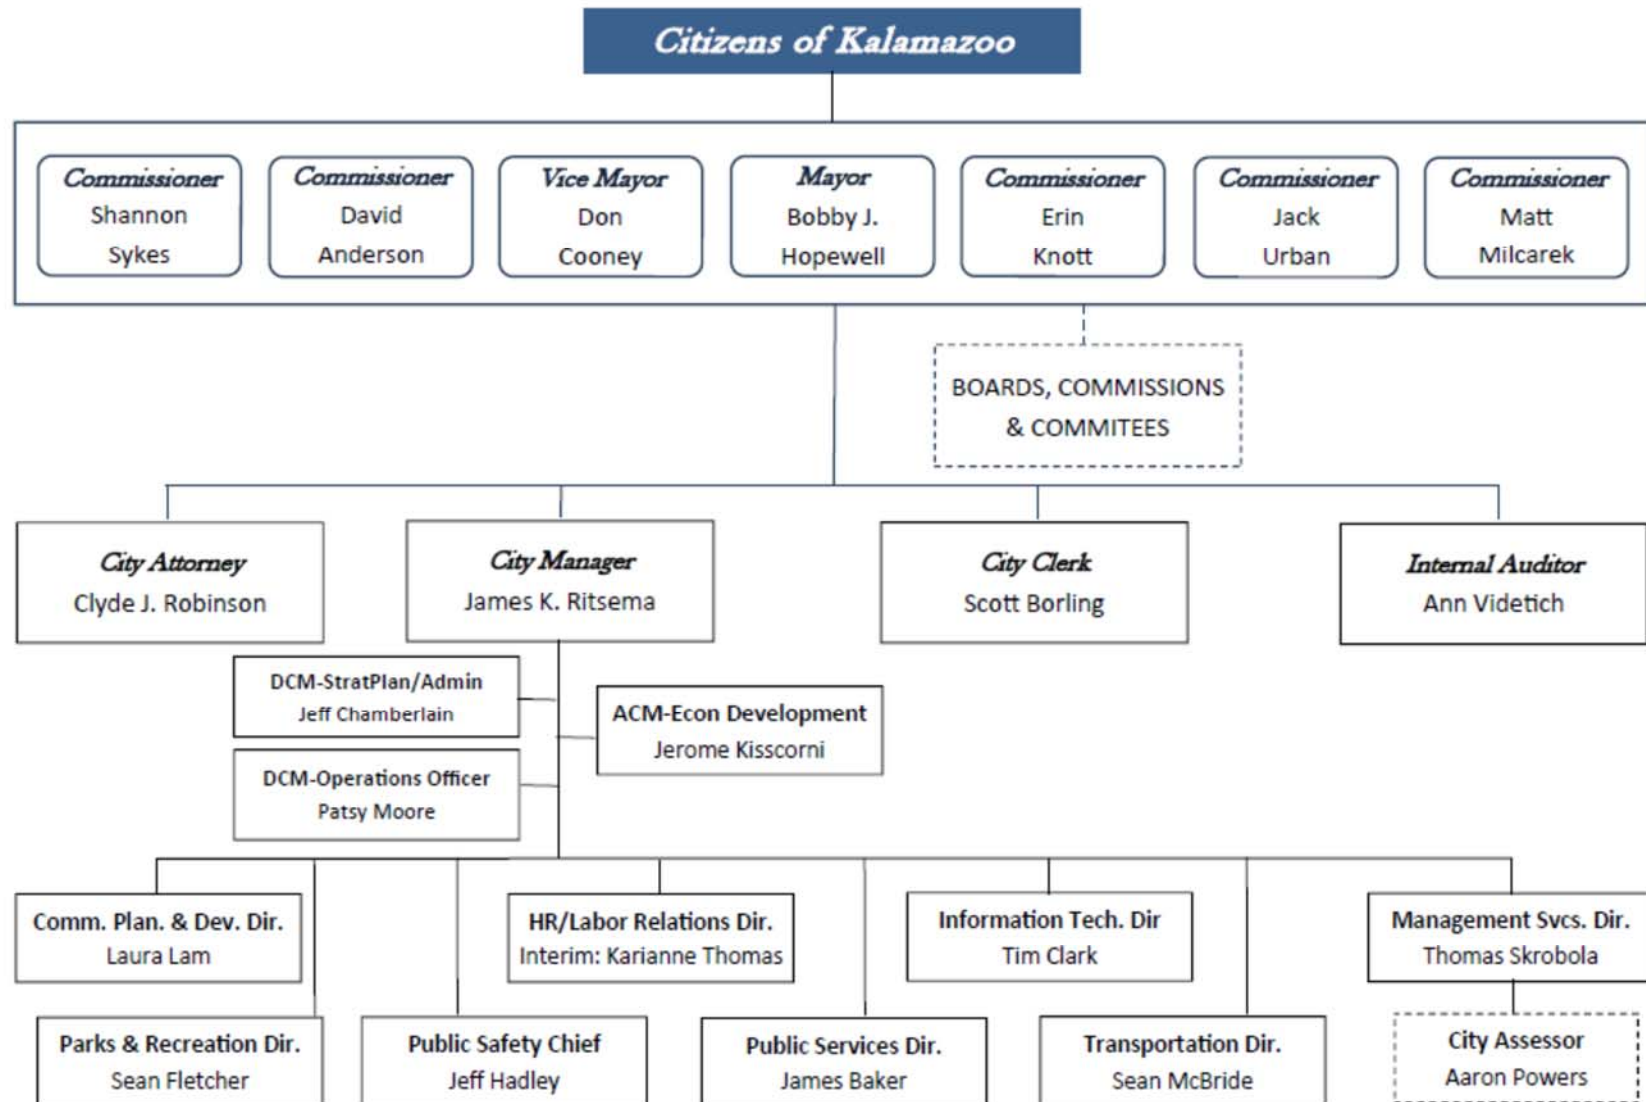 Citizens of Kalamazoo
Commissioner
Shannon
Sykes
Commissioner
David
Anderson
Vice Mayor
Don
Cooney
Mayor
Bobby J.
Hopewell
Commissioner
Erin
Knott
Commissioner
Jack
Urban
Commissioner
Matt
Milcarek
BOARDS, COMMISSIONS
& COMMITEES
City Attorney
Clyde J. Robinson
City Manager
James K. Ritsema
City Clerk
Scott Borling
Internal Auditor
Ann Videtich
DCM-StratPlan/Admin
Jeff Chamberlain
ACM-Econ Development
Jerome Kisscorni
DCM-Operations Officer
Patsy Moore
Comm. Plan. & Dev. Dir.
Laura Lam
HR/Labor Relations Dir.
Interim: Karianne Thomas
Information Tech. Dir
Tim Clark
Management Svcs. Dir.
Thomas Skrobola
Parks & Recreation Dir.
Sean Fletcher
Public Safety Chief
Jeff Hadley
Public Services Dir.
James Baker
Transportation Dir.
Sean McBride
City Assessor
Aaron Powers